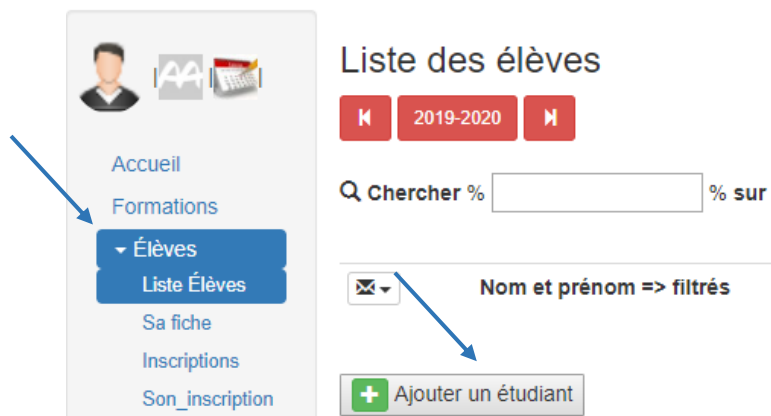 |AA| |
Accueil
Formations
Élèves
Liste Élèves
Sa fiche
Inscriptions
Son_inscription
Liste des élèves
2019-2020
Chercher % % sur
Nom et prénom => filtrés
Ajouter un étudiant